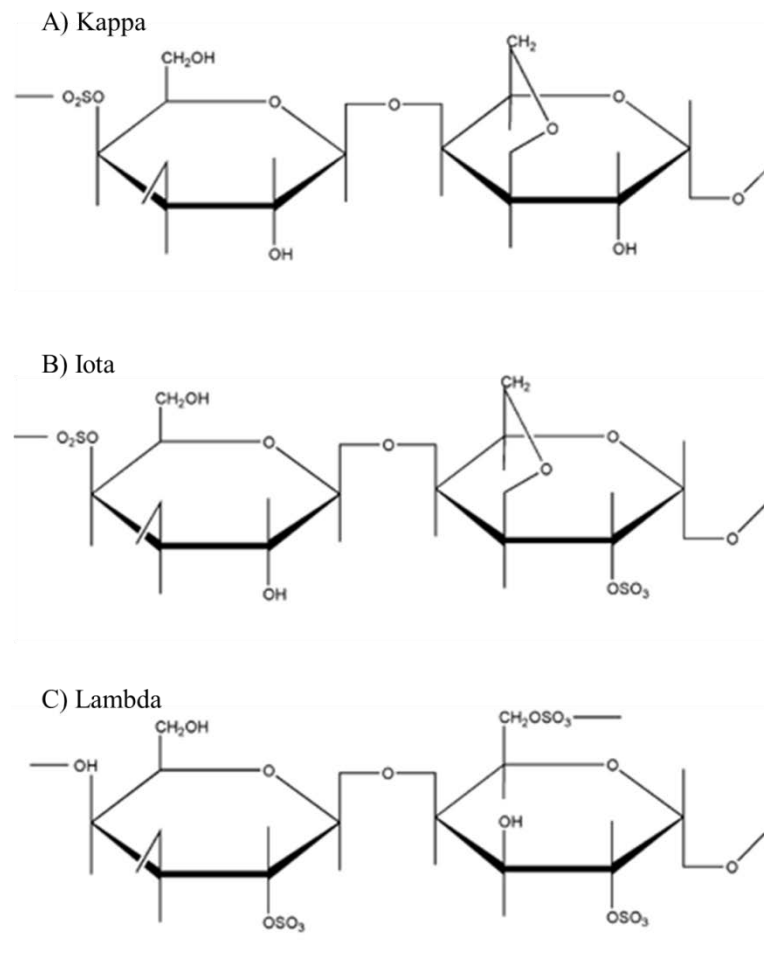 A) Kappa
CH₂OH
CH₂
O₂SO
O
O
O
O
O
OH
OH
B) Iota
CH₂OH
CH₂
O₂SO
O
O
O
O
O
OH
OSO₃
C) Lambda
CH₂OH
CH₂OSO₃
OH
O
O
O
OH
O
OSO₃
OSO₃